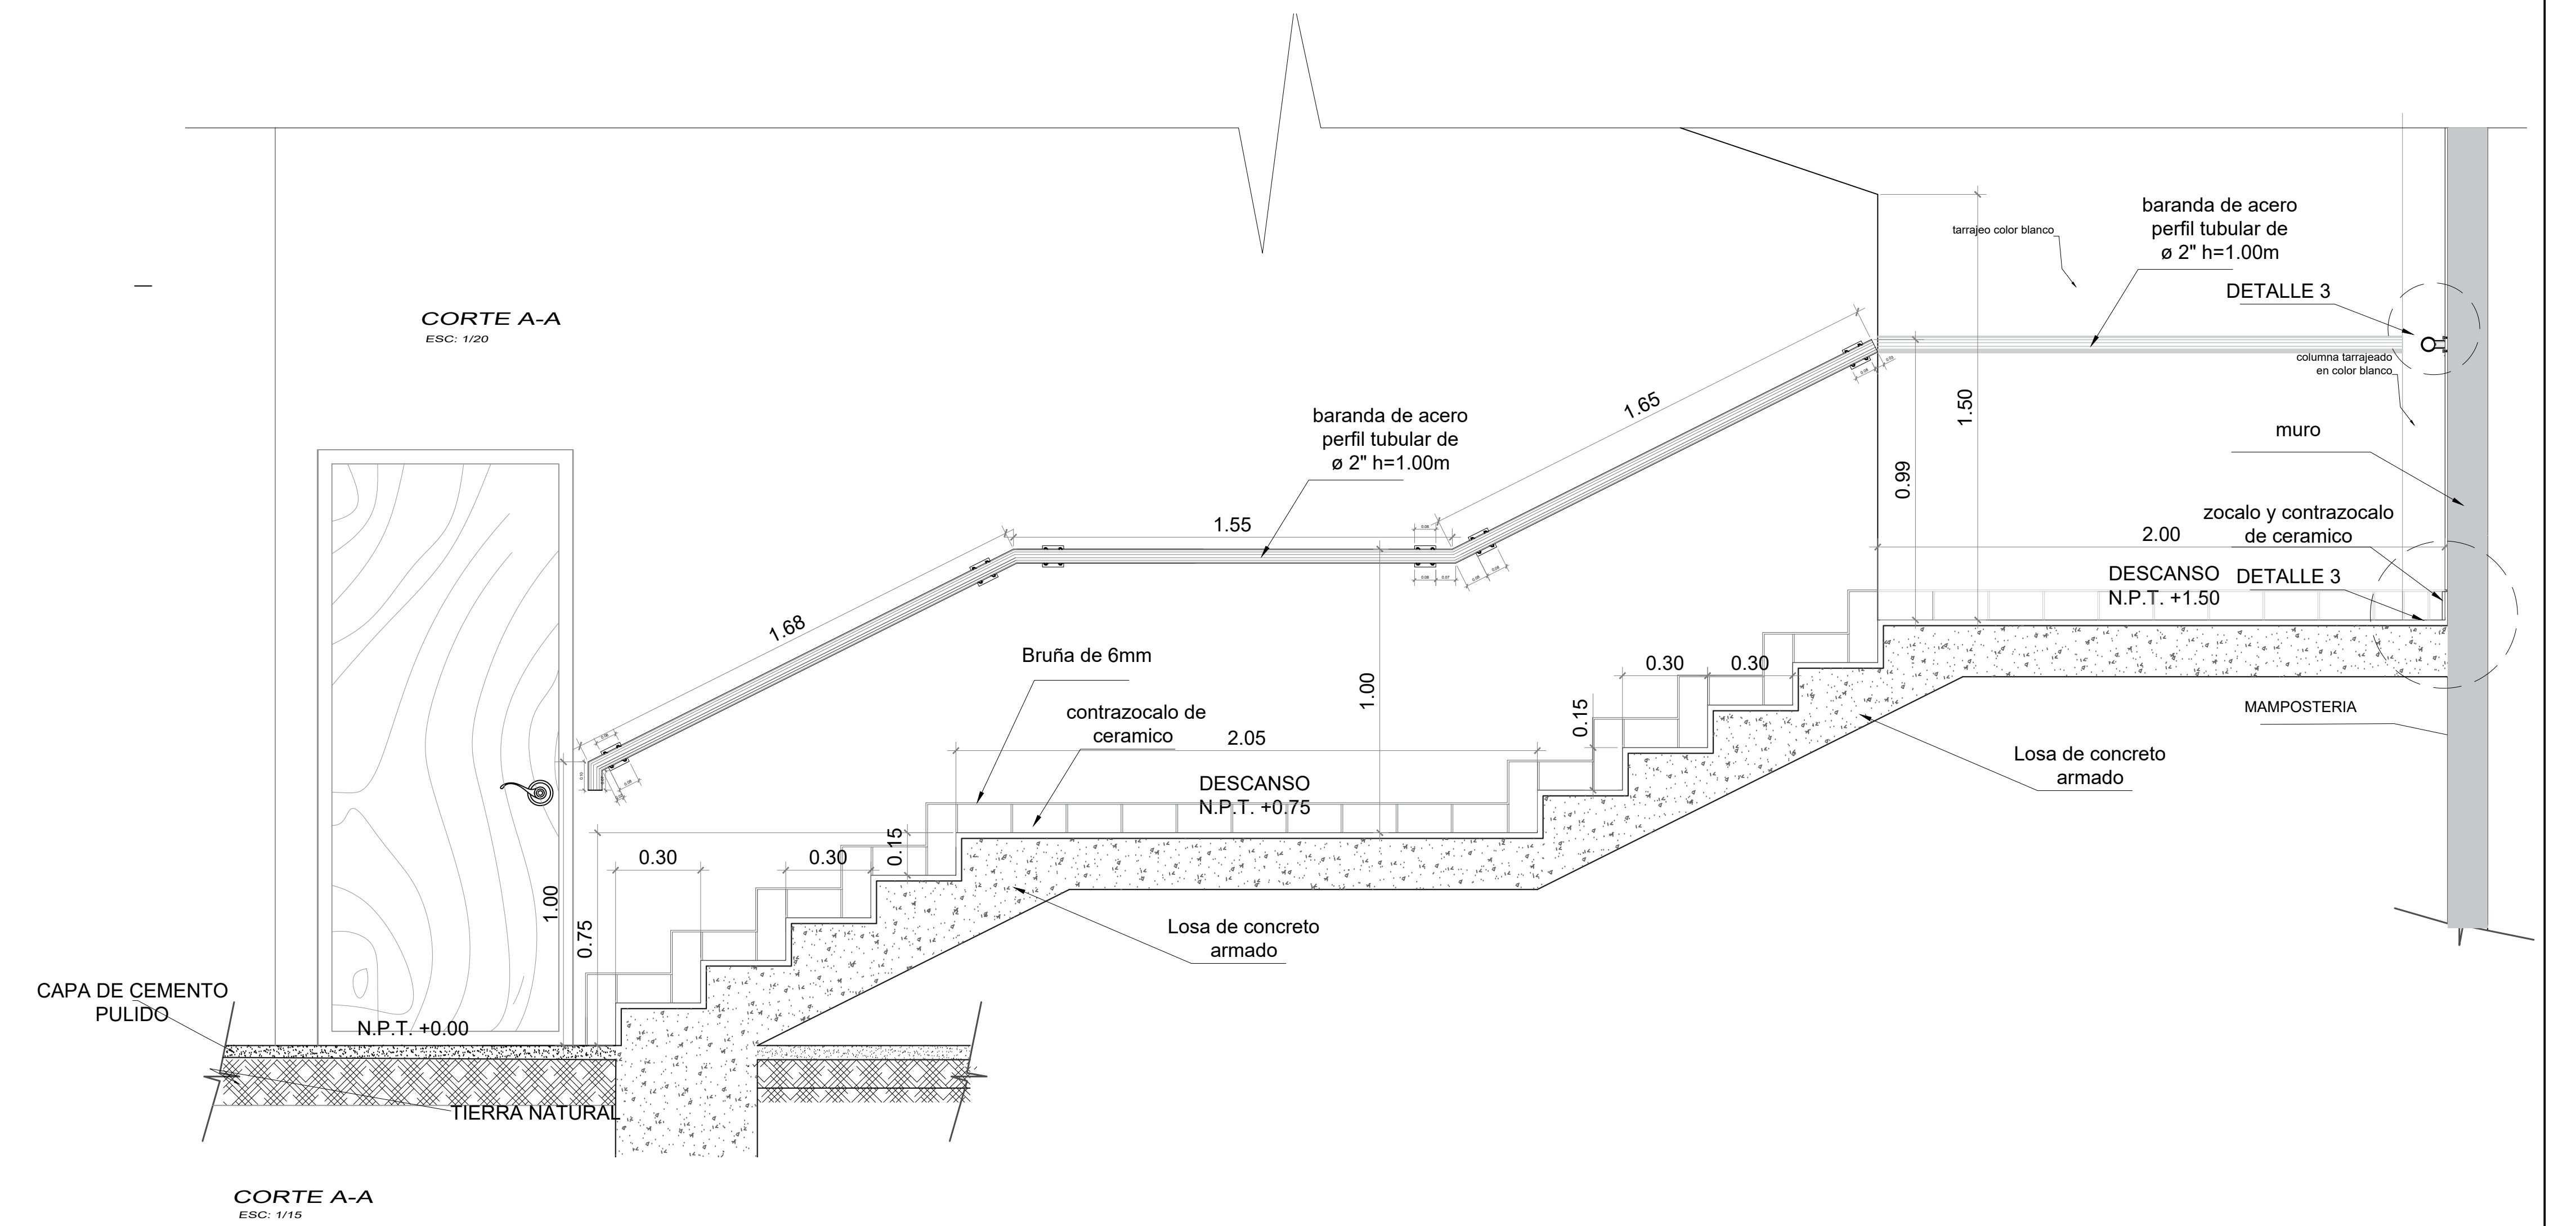 baranda de acero
perfil tubular de
ø 2" h=1.00m
tarrajeo color blanco
DETALLE 3
CORTE A-A
ESC: 1/20
columna tarrajeado
en color blanco
1.65
1.50
baranda de acero
perfil tubular de
ø 2" h=1.00m
muro
0.99
zocalo y contrazocalo
de ceramico
1.55
2.00
DESCANSO
N.P.T. +1.50
DETALLE 3
1.68
Bruña de 6mm
0.30
0.30
1.00
contrazocalo de
ceramico
0.15
MAMPOSTERIA
2.05
Losa de concreto
armado
DESCANSO
N.P.T. +0.75
0.15
0.30
0.30
1.00
0.75
Losa de concreto
armado
CAPA DE CEMENTO
PULIDO
N.P.T. +0.00
TIERRA NATURAL
CORTE A-A
ESC: 1/15